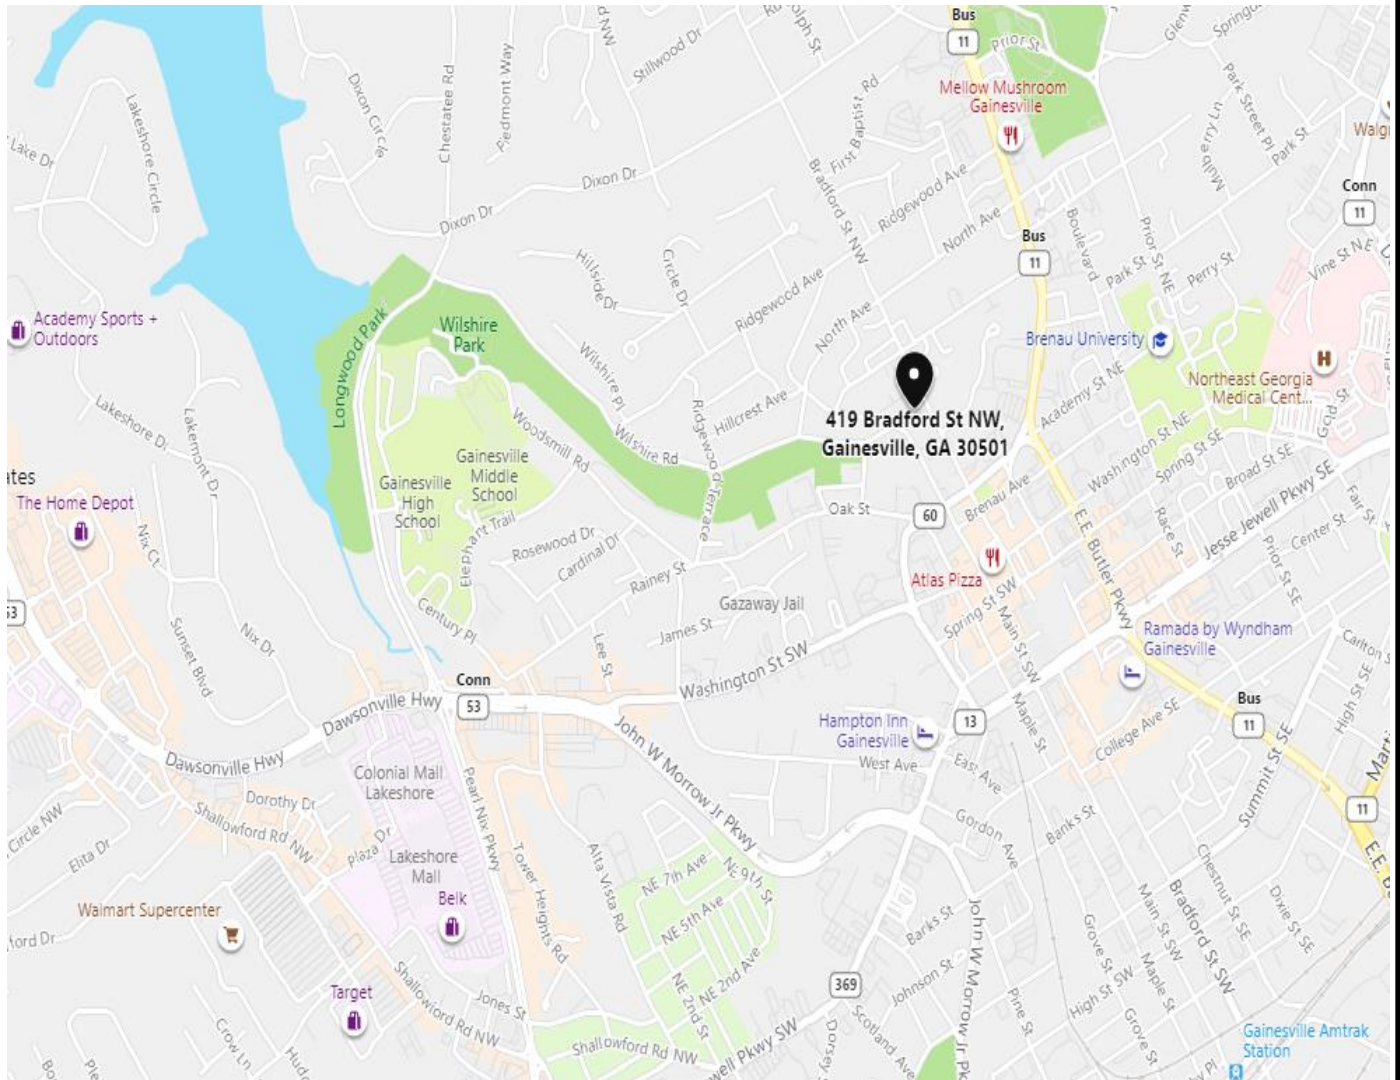 Bus
11
Prior St
Rudolph St
Stillwood Dr
Piedmont Way
Chestatee Rd
Dixon Circle
Lakeshore Circle
Lake Dr
Mellow Mushroom
Gainesville
First Baptist Rd
Park Street Pl
Park St
Mulberry Ln
Conn
11
Dixon Dr
Dixon Dr
Bradford St NW
Ridgewood Ave
North Ave
Bus
11
Boulevard
Prior St NE
Park St
Perry St
Vine St NE
Hillside Dr
Circle Dr
Ridgewood Ave
North Ave
Academy Sports +
Outdoors
Longwood Park
Wilshire
Park
Wilshire Pl
Brenau University
Northeast Georgia
Medical Cent...
Gold St
Academy St NE
419 Bradford St NW,
Gainesville, GA 30501
Hillcrest Ave
Ridgewood Terrace
Wilshire Rd
Woodsmill Rd
Lakeshore Dr
Lakemont Dr
Washington St NE
Spring St SE
Broad St SE
Jesse Jewell Pkwy SE
Fair St
Center St
Gainesville
Middle
School
Gainesville
High
School
ates
The Home Depot
Nix Ct
Elephant Trail
Rosewood Dr
Cardinal Dr
Oak St
60
Brenau Ave
E.E Butler Pkwy
Race St
Prior St SE
Atlas Pizza
Rainey St
Gazaway Jail
Spring St SW
Main St SW
53
Century Pl
James St
Lee St
Sunset Blvd
Nix Dr
Ramada by Wyndham
Gainesville
Washington St SW
Conn
53
Dawsonville Hwy
Dawsonville Hwy
Hampton Inn
Gainesville
13
Maple St
College Ave SE
Bus
11
High St SE
Summit St SE
West Ave
East Ave
John W Morrow Jr Pkwy
Colonial Mall
Lakeshore
Pearl Nix Pkwy
Dorothy Dr
Shallowford Rd NW
Plaza Dr
Circle NW
Elita Dr
Gordon Ave
Banks St
11
Lakeshore
Mall
Belk
Tower Heights Rd
Alta Vista Rd
NE 7th Ave
NE 9th St
NE 5th Ave
NE 2nd Ave
NE 2nd St
Walmart Supercenter
ford Dr
Target
Shallowford Rd NW
Jones St
Crow Ln
Shallowford Rd NW
Banks St
Johnson St
369
Scotland Ave
John W Morrow Jr Pk
Pine St
Grove St SW
High St SW
Grove St
Maple St
Main St SW
Bradford St SW
Chestnut St SE
Dixie St SE
Gainesville Amtrak
Station